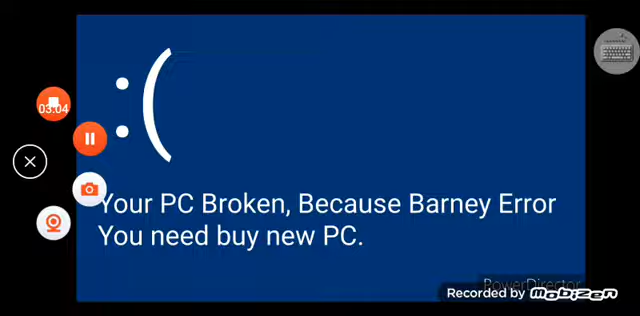 :(
03:04
Your PC Broken, Because Barney Error
You need buy new PC.
PowerDirector
Recorded by mobizen